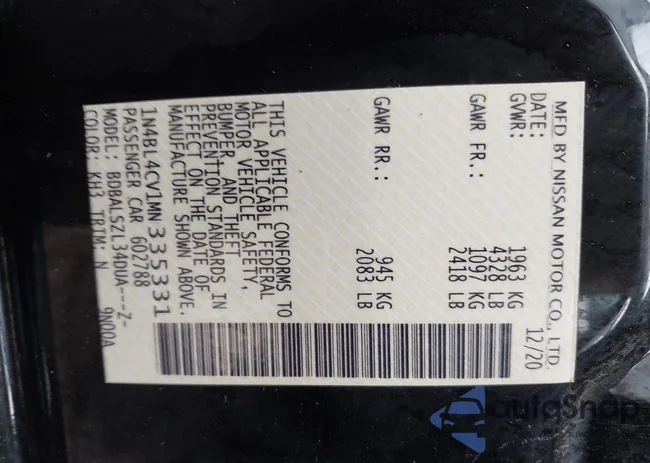 MFD BY NISSAN MOTOR CO., LTD.
DATE: 12/20
GVWR: 1963 KG
4328 LB
GAWR FR.: 1097 KG
2418 LB
GAWR RR.: 945 KG
2083 LB
THIS VEHICLE CONFORMS TO
ALL APPLICABLE FEDERAL
MOTOR VEHICLE SAFETY,
BUMPER, AND THEFT
PREVENTION STANDARDS IN
EFFECT ON THE DATE OF
MANUFACTURE SHOWN ABOVE.
1N4BL4CV1MN335331
PASSENGER CAR 602788
MODEL: BDBALSZL34DUA---Z-
COLOR: KH3 TRIM: N 9N00A
autoSnap